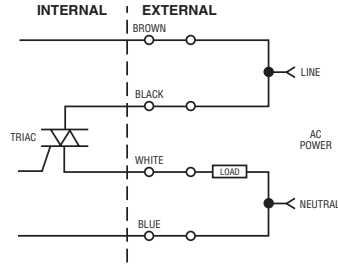 INTERNAL EXTERNAL
BROWN
LINE
BLACK
TRIAC
AC
POWER
WHITE
LOAD
NEUTRAL
BLUE